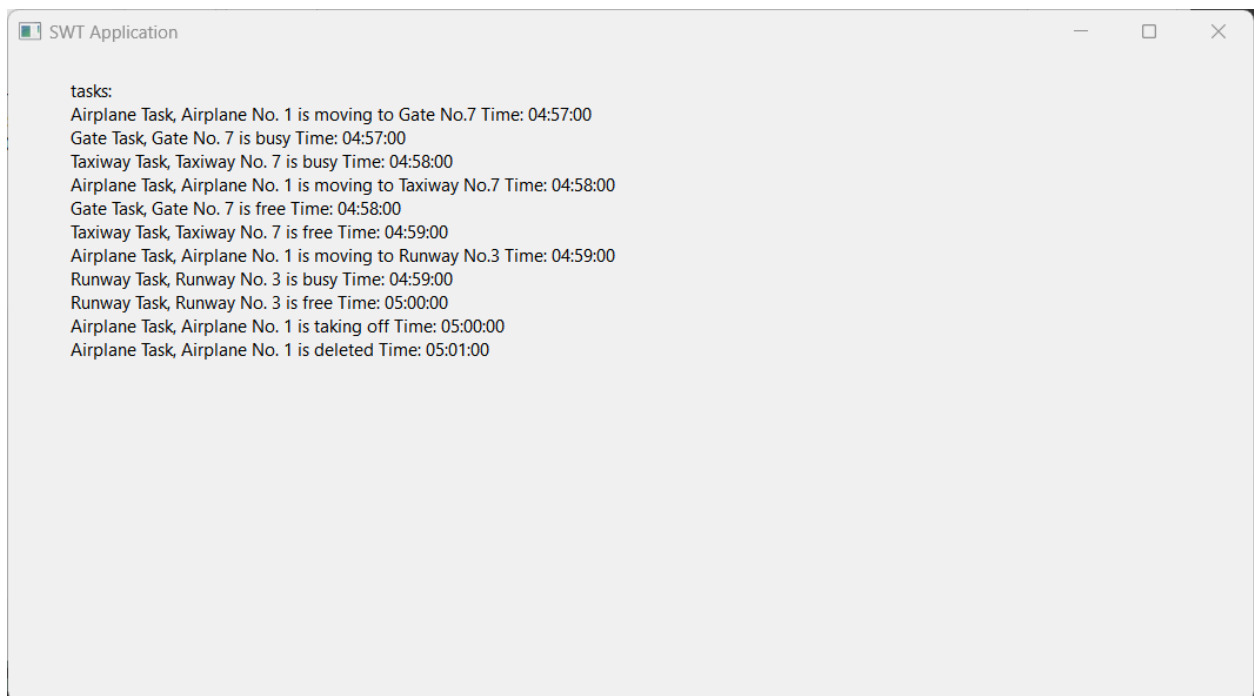 SWT Application
tasks:
Airplane Task, Airplane No. 1 is moving to Gate No.7 Time: 04:57:00
Gate Task, Gate No. 7 is busy Time: 04:57:00
Taxiway Task, Taxiway No. 7 is busy Time: 04:58:00
Airplane Task, Airplane No. 1 is moving to Taxiway No.7 Time: 04:58:00
Gate Task, Gate No. 7 is free Time: 04:58:00
Taxiway Task, Taxiway No. 7 is free Time: 04:59:00
Airplane Task, Airplane No. 1 is moving to Runway No.3 Time: 04:59:00
Runway Task, Runway No. 3 is busy Time: 04:59:00
Runway Task, Runway No. 3 is free Time: 05:00:00
Airplane Task, Airplane No. 1 is taking off Time: 05:00:00
Airplane Task, Airplane No. 1 is deleted Time: 05:01:00